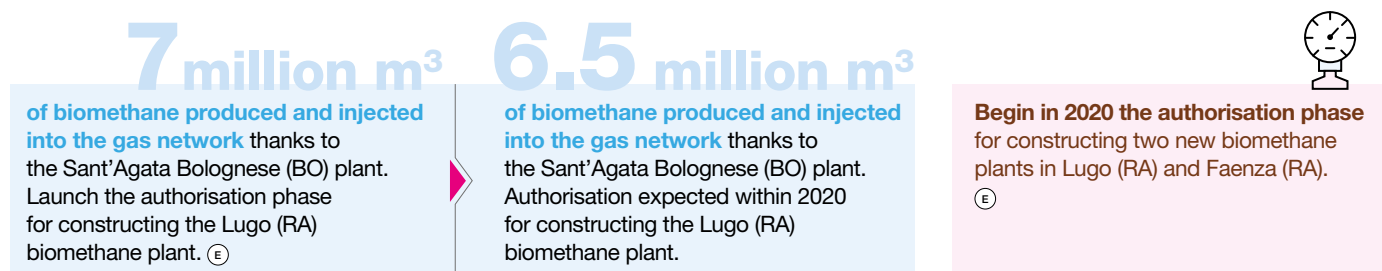 7 million m³
of biomethane produced and injected
into the gas network thanks to
the Sant'Agata Bolognese (BO) plant.
Launch the authorisation phase
for constructing the Lugo (RA)
biomethane plant. E
6.5 million m³
of biomethane produced and injected
into the gas network thanks to
the Sant'Agata Bolognese (BO) plant.
Authorisation expected within 2020
for constructing the Lugo (RA)
biomethane plant.
Begin in 2020 the authorisation phase
for constructing two new biomethane
plants in Lugo (RA) and Faenza (RA).
E